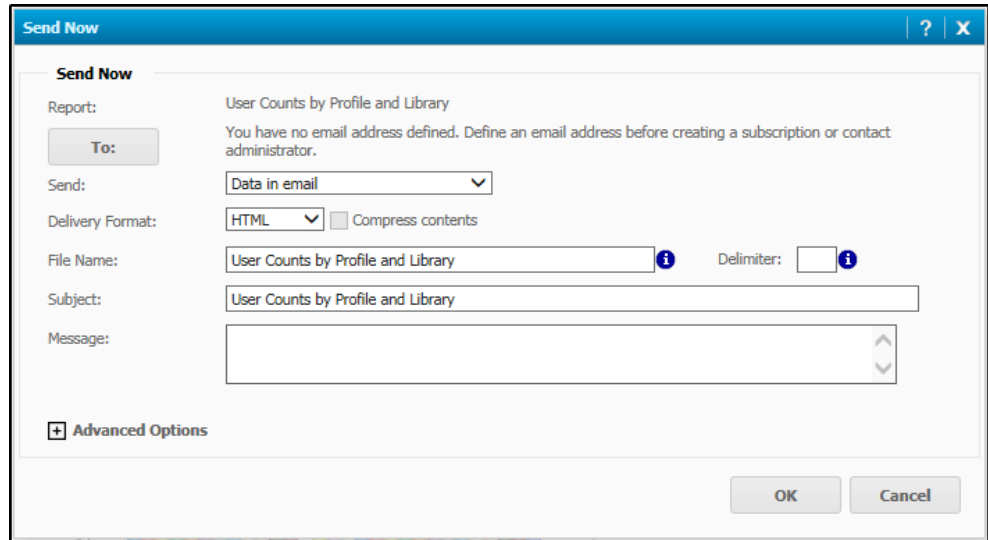 Send Now ? X
Send Now
Report: User Counts by Profile and Library
To: You have no email address defined. Define an email address before creating a subscription or contact
administrator.
Send: Data in email
Delivery Format: HTML Compress contents
File Name: User Counts by Profile and Library i Delimiter: i
Subject: User Counts by Profile and Library
Message:
+ Advanced Options
OK Cancel